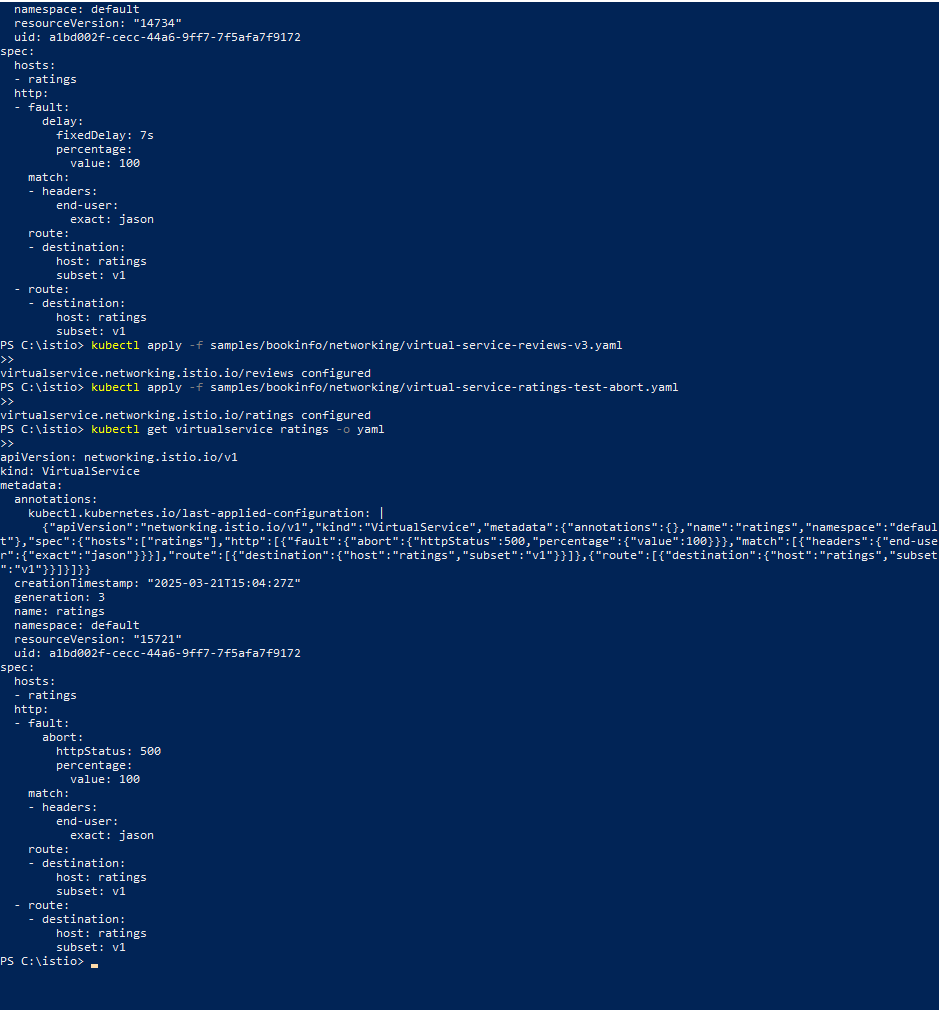 namespace: default
  resourceVersion: "14734"
  uid: a1bd002f-cecc-44a6-9ff7-7f5afa7f9172
spec:
  hosts:
  - ratings
  http:
  - fault:
      delay:
        fixedDelay: 7s
        percentage:
          value: 100
    match:
    - headers:
        end-user:
          exact: jason
    route:
    - destination:
        host: ratings
        subset: v1
  - route:
    - destination:
        host: ratings
        subset: v1
PS C:\istio> kubectl apply -f samples/bookinfo/networking/virtual-service-reviews-v3.yaml
>>
virtualservice.networking.istio.io/reviews configured
PS C:\istio> kubectl apply -f samples/bookinfo/networking/virtual-service-ratings-test-abort.yaml
>>
virtualservice.networking.istio.io/ratings configured
PS C:\istio> kubectl get virtualservice ratings -o yaml
>>
apiVersion: networking.istio.io/v1
kind: VirtualService
metadata:
  annotations:
    kubectl.kubernetes.io/last-applied-configuration: |
      {"apiVersion":"networking.istio.io/v1","kind":"VirtualService","metadata":{"annotations":{},"name":"ratings","namespace":"defaul
t"},"spec":{"hosts":["ratings"],"http":[{"fault":{"abort":{"httpStatus":500,"percentage":{"value":100}}},"match":[{"headers":{"end-use
r":{"exact":"jason"}}}],"route":[{"destination":{"host":"ratings","subset":"v1"}}]},{"route":[{"destination":{"host":"ratings","subset
":"v1"}}]}]}}
  creationTimestamp: "2025-03-21T15:04:27Z"
  generation: 3
  name: ratings
  namespace: default
  resourceVersion: "15721"
  uid: a1bd002f-cecc-44a6-9ff7-7f5afa7f9172
spec:
  hosts:
  - ratings
  http:
  - fault:
      abort:
        httpStatus: 500
        percentage:
          value: 100
    match:
    - headers:
        end-user:
          exact: jason
    route:
    - destination:
        host: ratings
        subset: v1
  - route:
    - destination:
        host: ratings
        subset: v1
PS C:\istio>